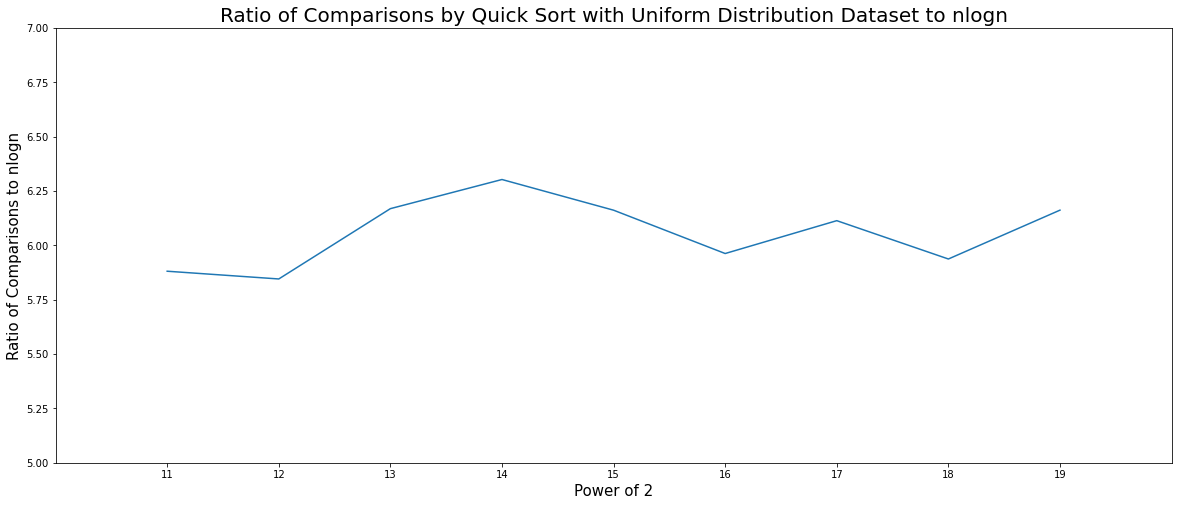 Ratio of Comparisons by Quick Sort with Uniform Distribution Dataset to nlogn
Ratio of Comparisons to nlogn
7.00
6.75
6.50
6.25
6.00
5.75
5.50
5.25
5.00
11 12 13 14 15 16 17 18 19
Power of 2